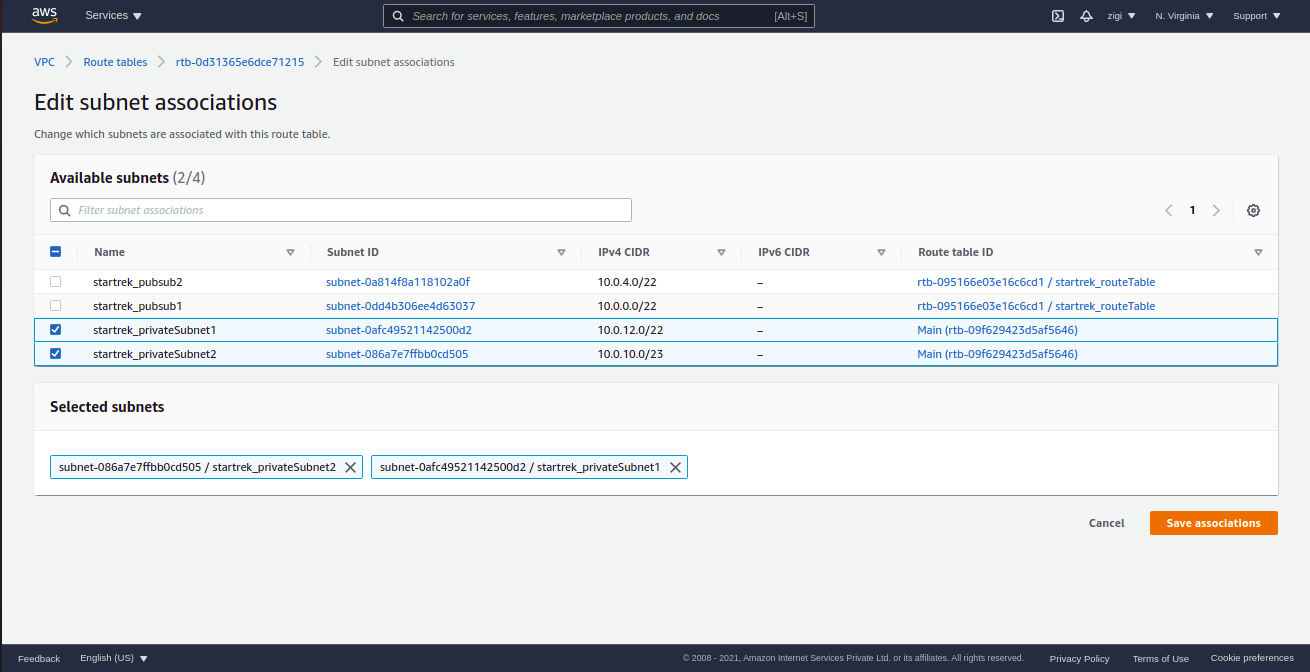 aws Services Search for services, features, marketplace products, and docs [Alt+S] zigi N. Virginia Support
VPC Route tables rtb-0d31365e6dce71215 Edit subnet associations
Edit subnet associations
Change which subnets are associated with this route table.
Available subnets (2/4)
Filter subnet associations 1
Name Subnet ID IPv4 CIDR IPv6 CIDR Route table ID
startrek_pubsub2 subnet-0a814f8a118102a0f 10.0.4.0/22 – rtb-095166e03e16c6cd1 / startrek_routeTable
startrek_pubsub1 subnet-0dd4b306ee4d63037 10.0.0.0/22 – rtb-095166e03e16c6cd1 / startrek_routeTable
startrek_privateSubnet1 subnet-0afc49521142500d2 10.0.12.0/22 – Main (rtb-09f629423d5af5646)
startrek_privateSubnet2 subnet-086a7e7ffbb0cd505 10.0.10.0/23 – Main (rtb-09f629423d5af5646)
Selected subnets
subnet-086a7e7ffbb0cd505 / startrek_privateSubnet2 subnet-0afc49521142500d2 / startrek_privateSubnet1
Cancel Save associations
Feedback English (US) © 2008 - 2021, Amazon Internet Services Private Ltd. or its affiliates. All rights reserved. Privacy Policy Terms of Use Cookie preferences